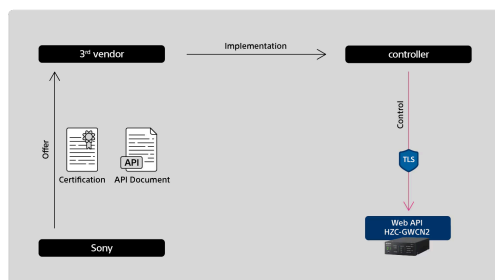 3rd vendor
Implementation
controller
Offer
API
Certification
API Document
Control
TLS
Sony
Web API
HZC-GWCN2